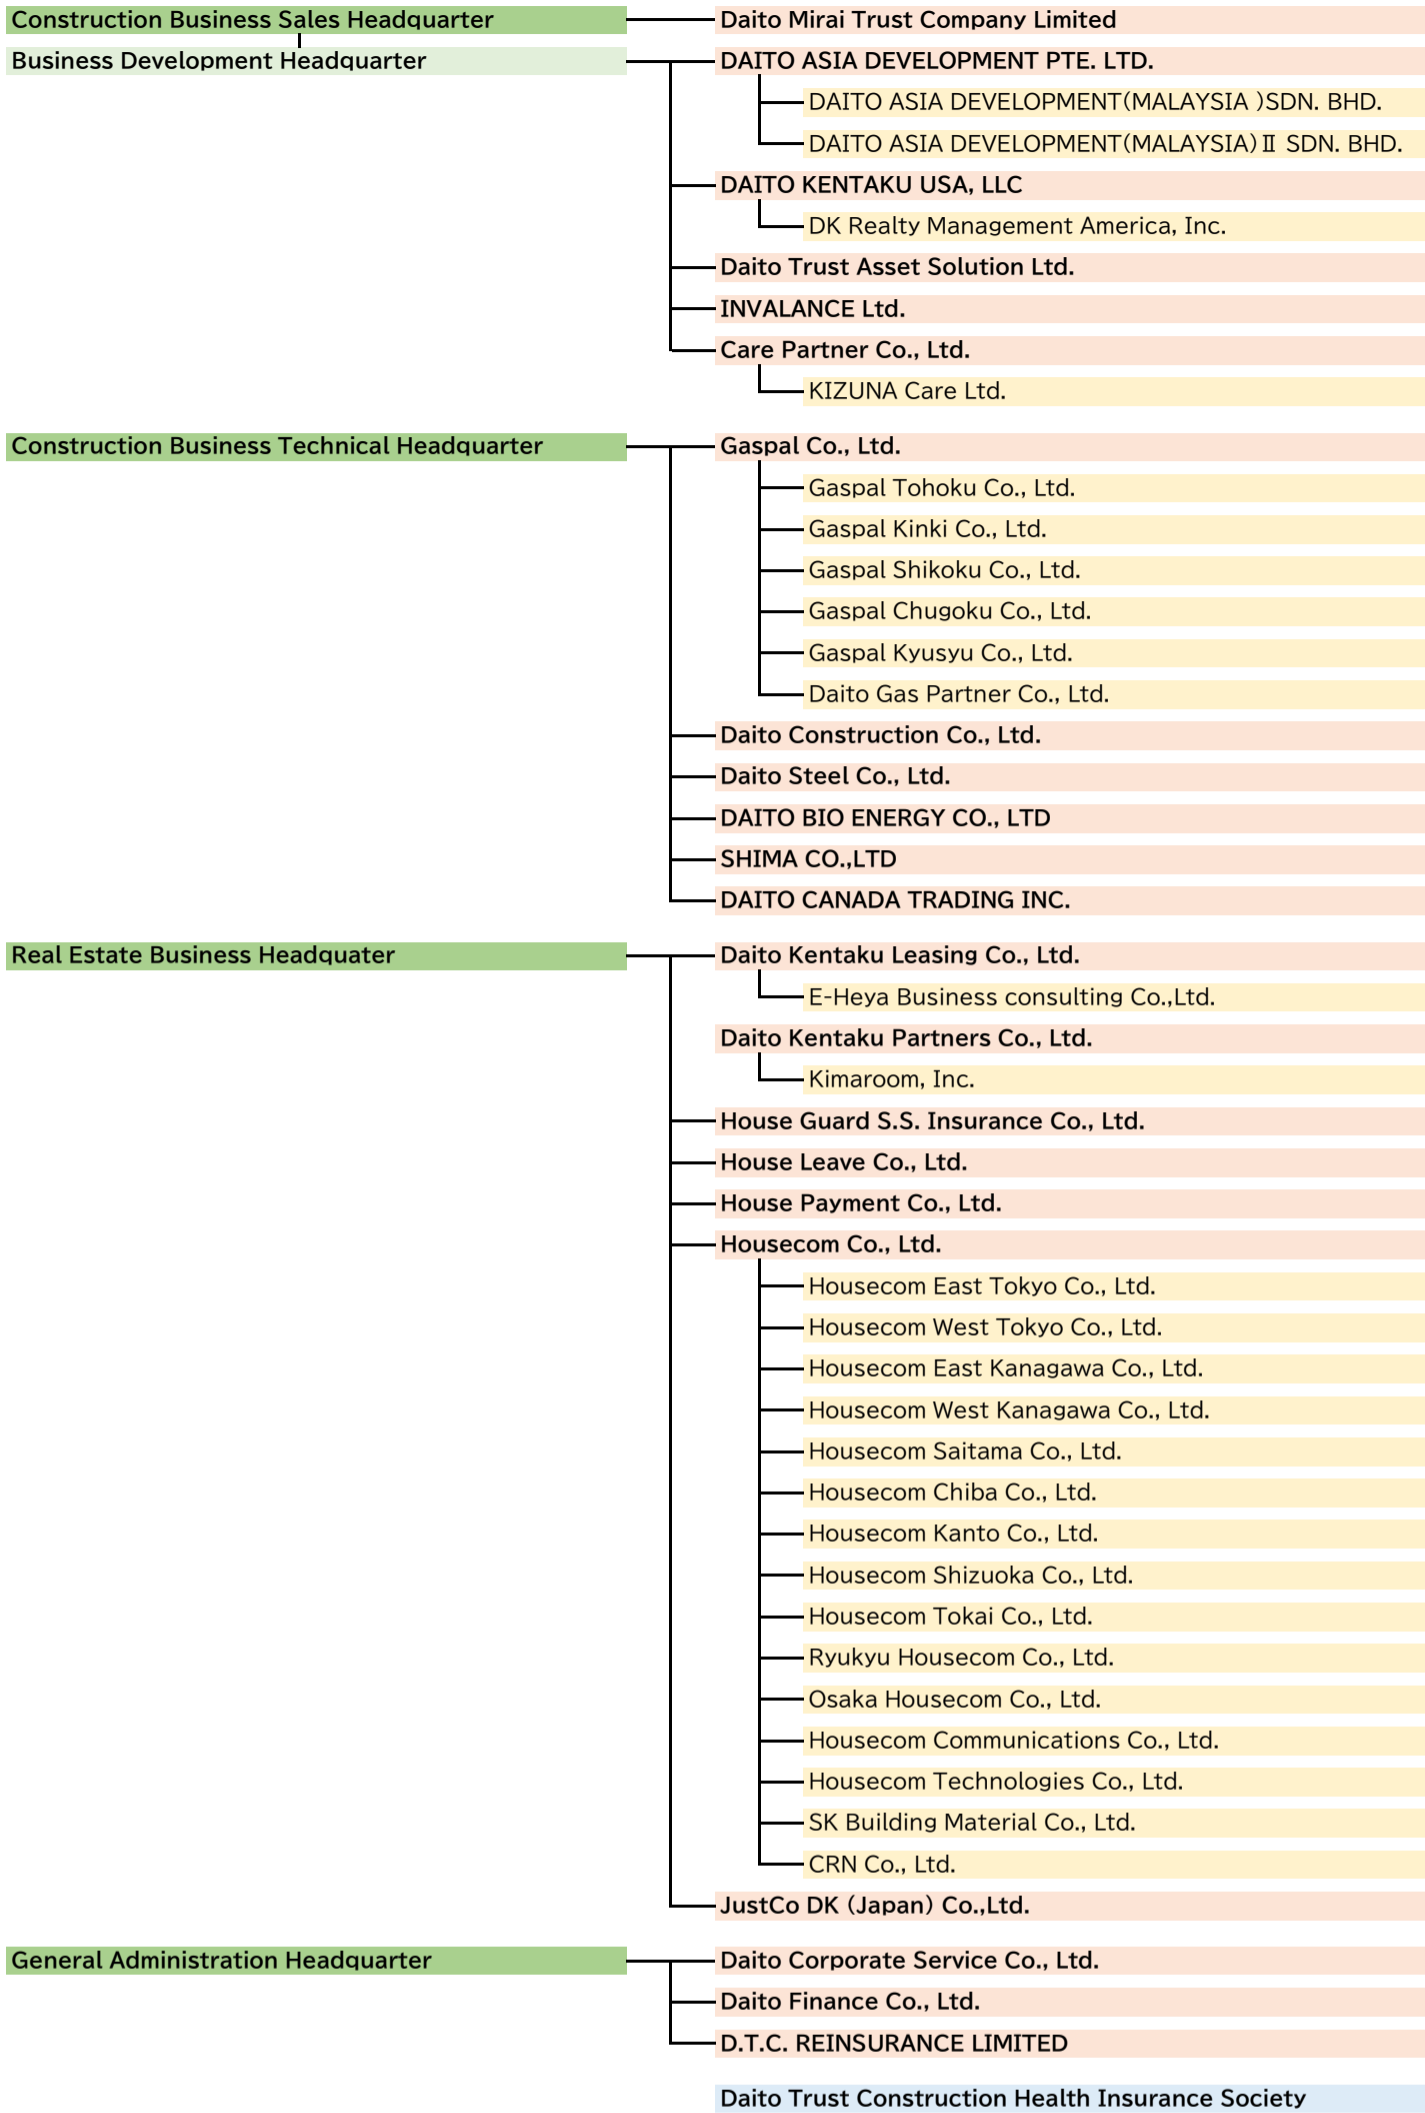 Construction Business Sales Headquarter
Daito Mirai Trust Company Limited
Business Development Headquarter
DAITO ASIA DEVELOPMENT PTE. LTD.
DAITO ASIA DEVELOPMENT(MALAYSIA )SDN. BHD.
DAITO ASIA DEVELOPMENT(MALAYSIA)Ⅱ SDN. BHD.
DAITO KENTAKU USA, LLC
DK Realty Management America, Inc.
Daito Trust Asset Solution Ltd.
INVALANCE Ltd.
Care Partner Co., Ltd.
KIZUNA Care Ltd.
Construction Business Technical Headquarter
Gaspal Co., Ltd.
Gaspal Tohoku Co., Ltd.
Gaspal Kinki Co., Ltd.
Gaspal Shikoku Co., Ltd.
Gaspal Chugoku Co., Ltd.
Gaspal Kyusyu Co., Ltd.
Daito Gas Partner Co., Ltd.
Daito Construction Co., Ltd.
Daito Steel Co., Ltd.
DAITO BIO ENERGY CO., LTD
SHIMA CO.,LTD
DAITO CANADA TRADING INC.
Real Estate Business Headquater
Daito Kentaku Leasing Co., Ltd.
E-Heya Business consulting Co.,Ltd.
Daito Kentaku Partners Co., Ltd.
Kimaroom, Inc.
House Guard S.S. Insurance Co., Ltd.
House Leave Co., Ltd.
House Payment Co., Ltd.
Housecom Co., Ltd.
Housecom East Tokyo Co., Ltd.
Housecom West Tokyo Co., Ltd.
Housecom East Kanagawa Co., Ltd.
Housecom West Kanagawa Co., Ltd.
Housecom Saitama Co., Ltd.
Housecom Chiba Co., Ltd.
Housecom Kanto Co., Ltd.
Housecom Shizuoka Co., Ltd.
Housecom Tokai Co., Ltd.
Ryukyu Housecom Co., Ltd.
Osaka Housecom Co., Ltd.
Housecom Communications Co., Ltd.
Housecom Technologies Co., Ltd.
SK Building Material Co., Ltd.
CRN Co., Ltd.
JustCo DK (Japan) Co.,Ltd.
General Administration Headquarter
Daito Corporate Service Co., Ltd.
Daito Finance Co., Ltd.
D.T.C. REINSURANCE LIMITED
Daito Trust Construction Health Insurance Society